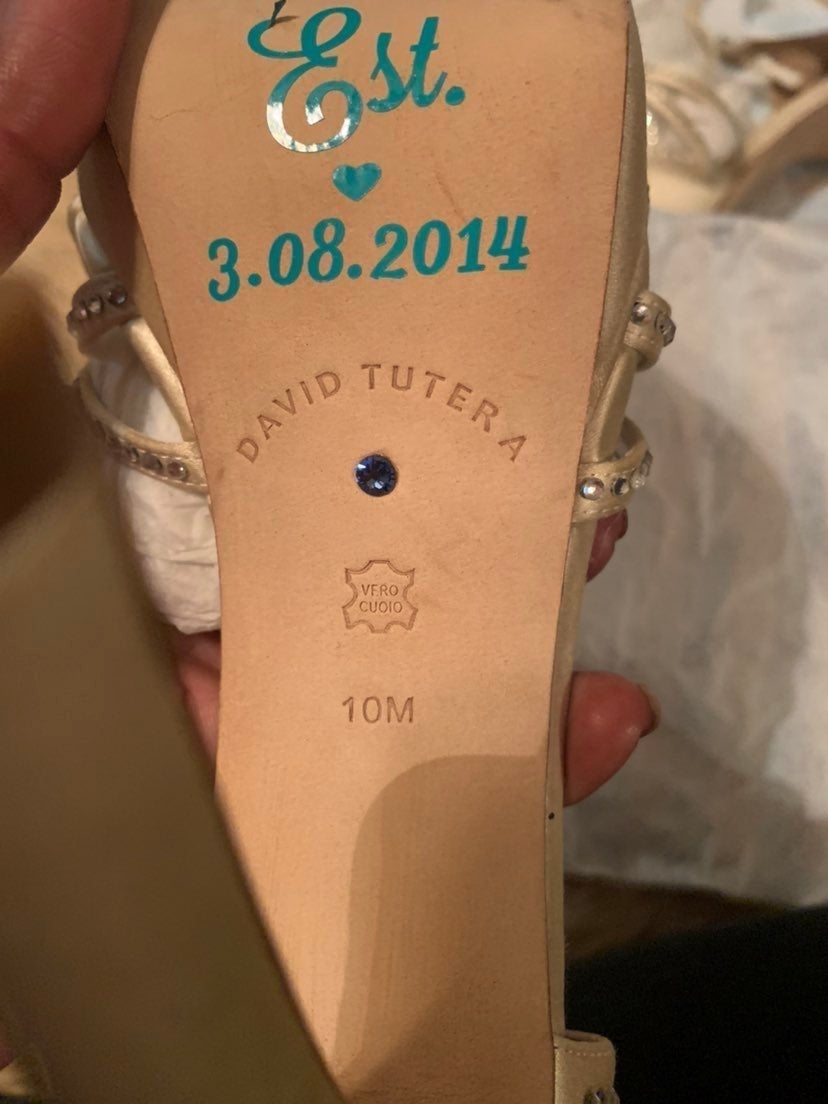 Est.
3.08.2014
DAVID TUTERA
VERO
CUOIO
10M